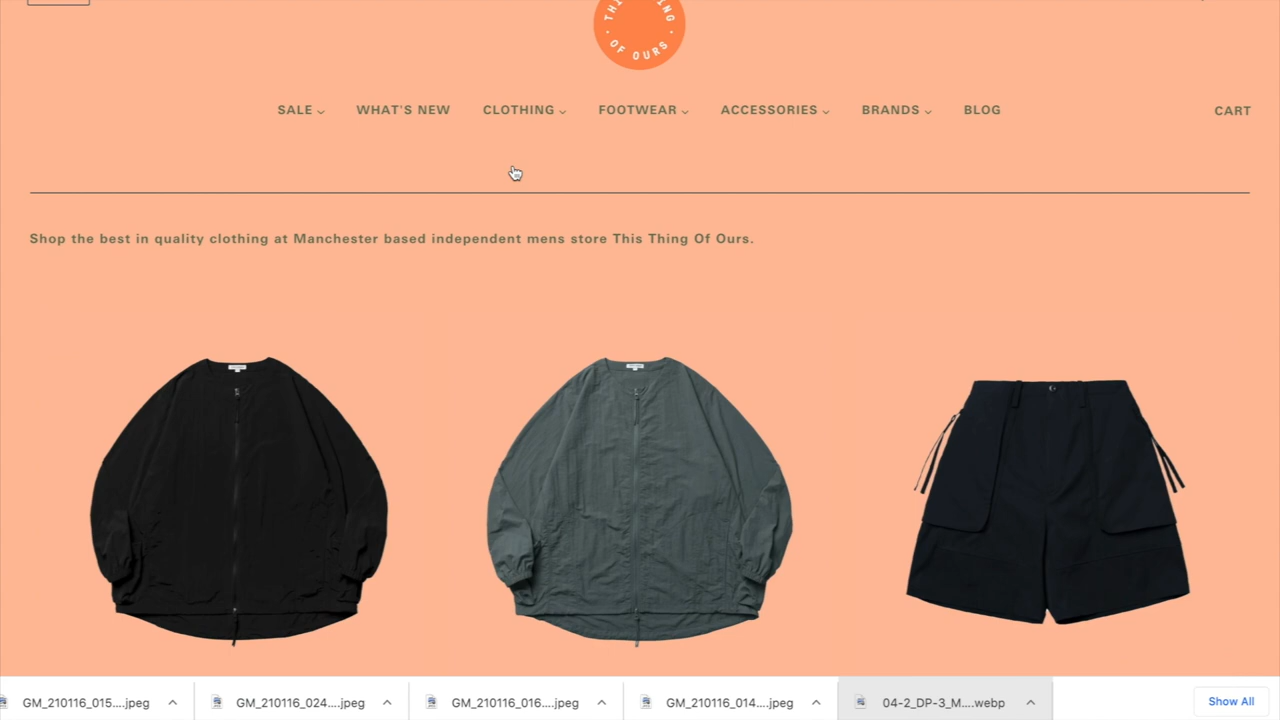 OF OURS
SALE
WHAT'S NEW
CLOTHING
FOOTWEAR
ACCESSORIES
BRANDS
BLOG
CART
Shop the best in quality clothing at Manchester based independent mens store This Thing Of Ours.
GM_210116_015....jpeg
GM_210116_024....jpeg
GM_210116_016....jpeg
GM_210116_014....jpeg
04-2_DP-3_M....webp
Show All